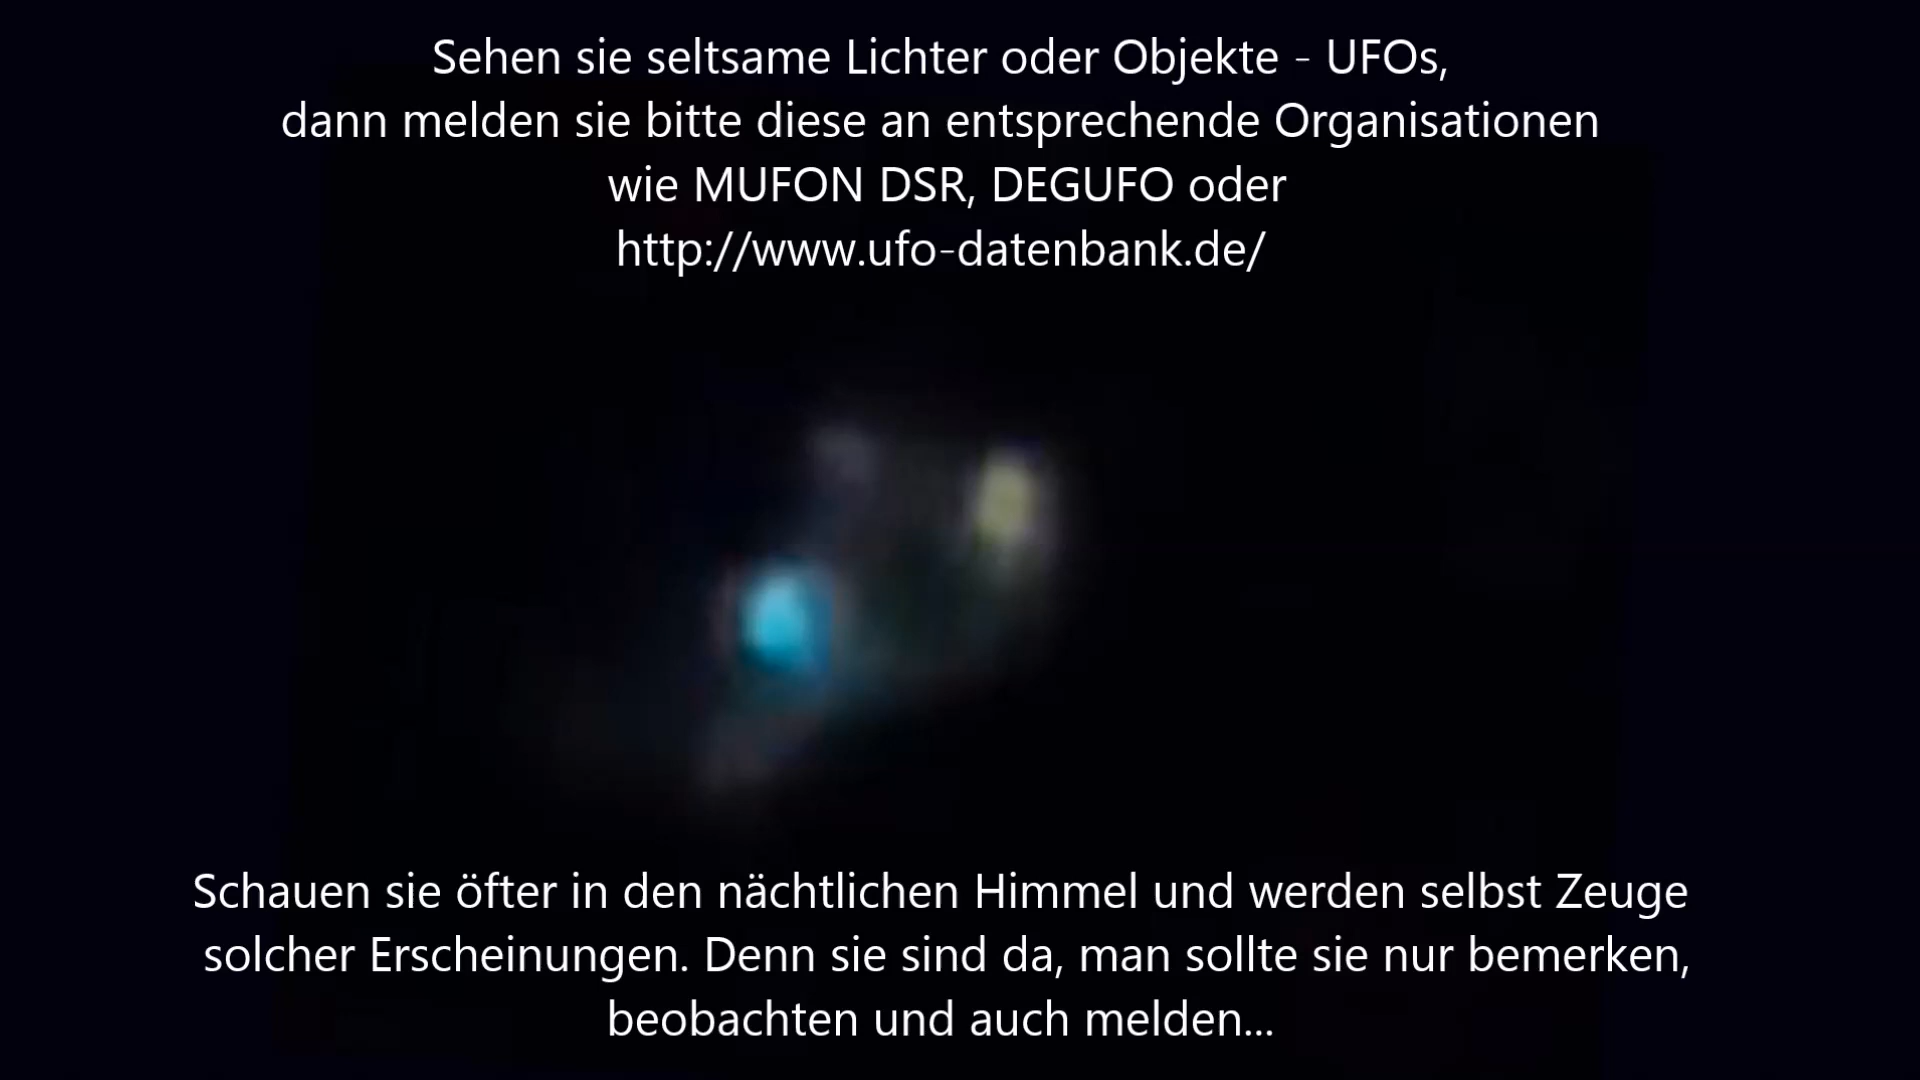 Sehen sie seltsame Lichter oder Objekte - UFOs,
dann melden sie bitte diese an entsprechende Organisationen
wie MUFON DSR, DEGUFO oder
http://www.ufo-datenbank.de/
Schauen sie öfter in den nächtlichen Himmel und werden selbst Zeuge
solcher Erscheinungen. Denn sie sind da, man sollte sie nur bemerken,
beobachten und auch melden...